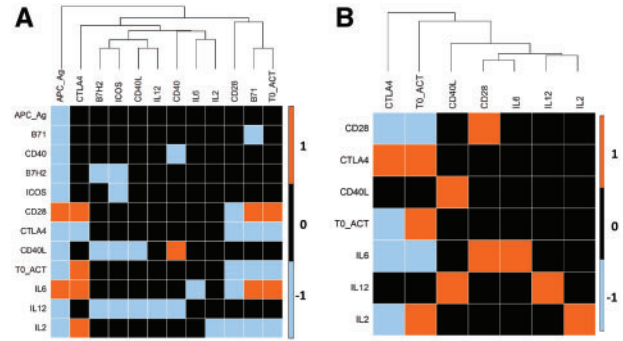 A
B
APC_Ag CTLA4 B7H2 ICOS CD40L IL12 CD40 IL6 IL2 CD28 B71 T0_ACT
CTLA4 T0_ACT CD40L CD28 IL6 IL12 IL2
APC_Ag
B71
CD40
B7H2
ICOS
CD28
CTLA4
CD40L
T0_ACT
IL6
IL12
IL2
1
0
-1
CD28
CTLA4
CD40L
T0_ACT
IL6
IL12
IL2
1
0
-1